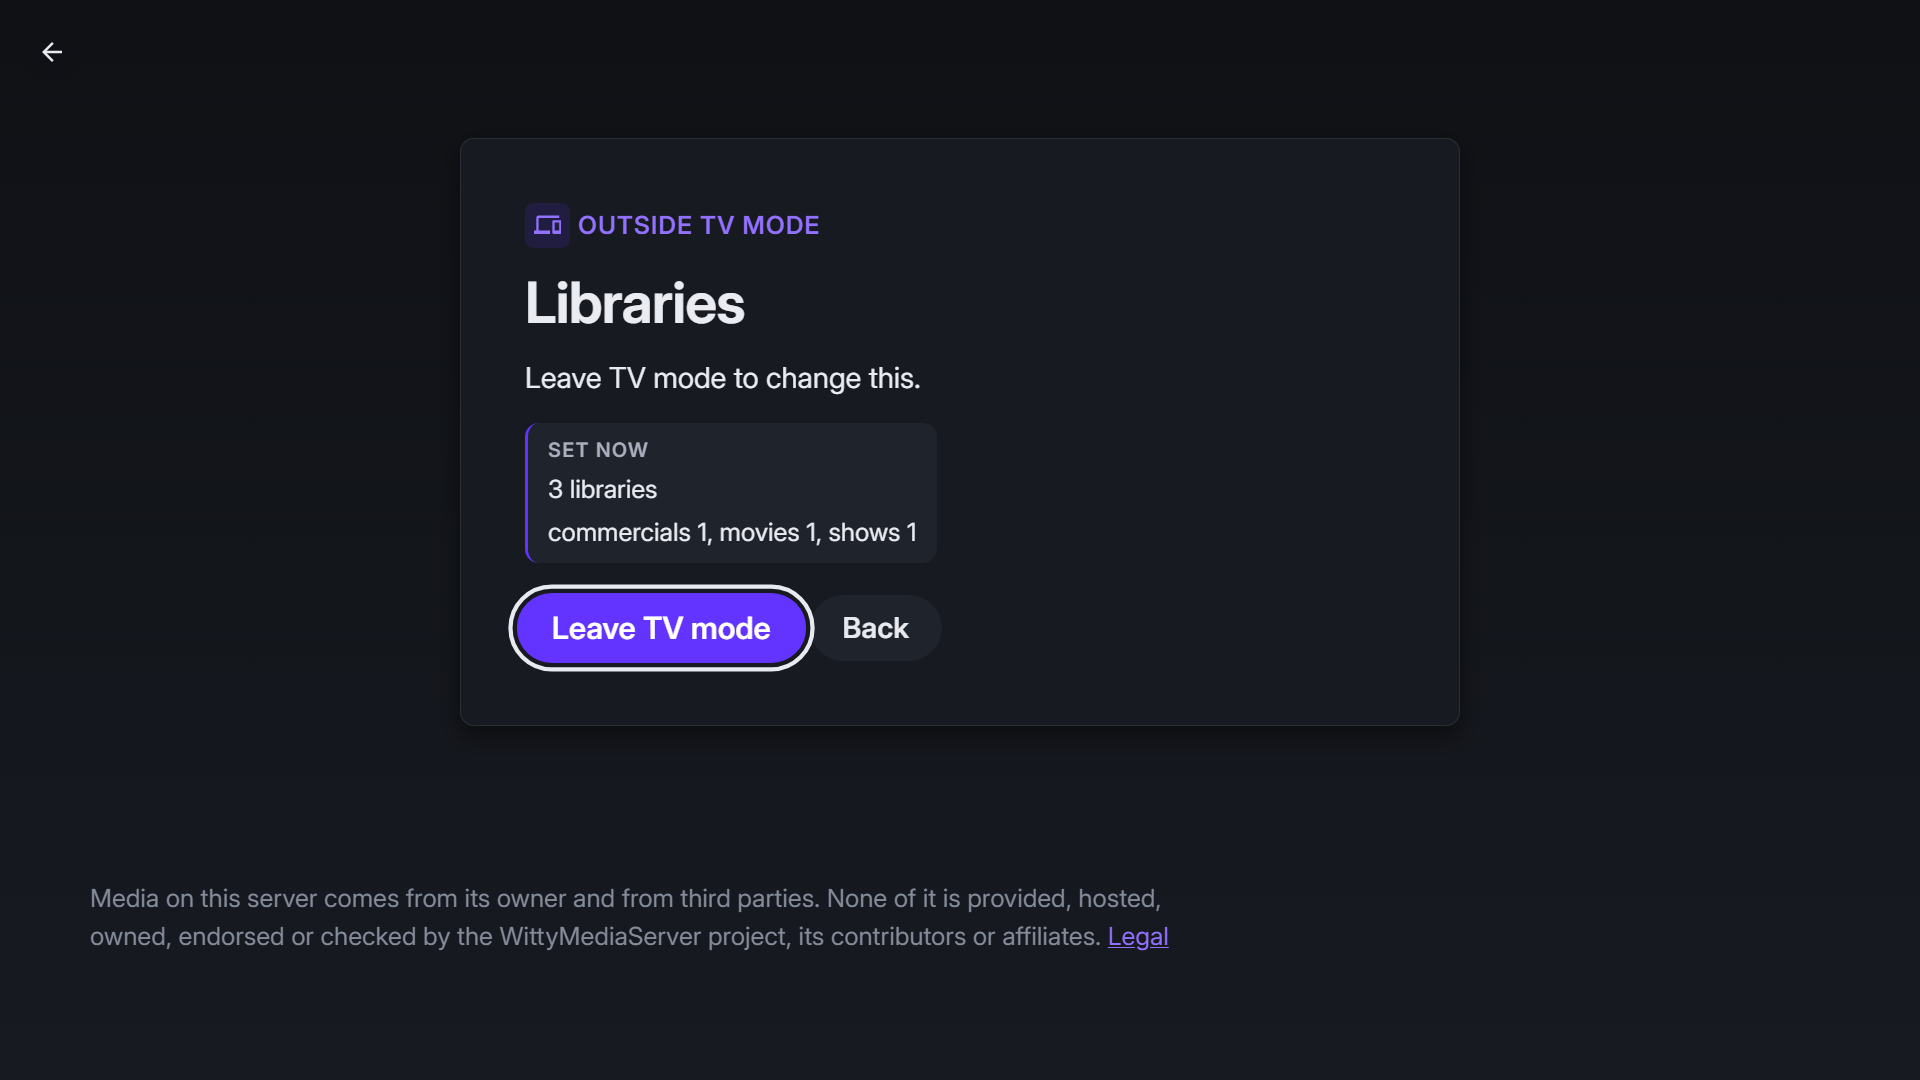 OUTSIDE TV MODE
Libraries
Leave TV mode to change this.
SET NOW
3 libraries
commercials 1, movies 1, shows 1
Leave TV mode
Back
Media on this server comes from its owner and from third parties. None of it is provided, hosted,
owned, endorsed or checked by the WittyMediaServer project, its contributors or affiliates. Legal